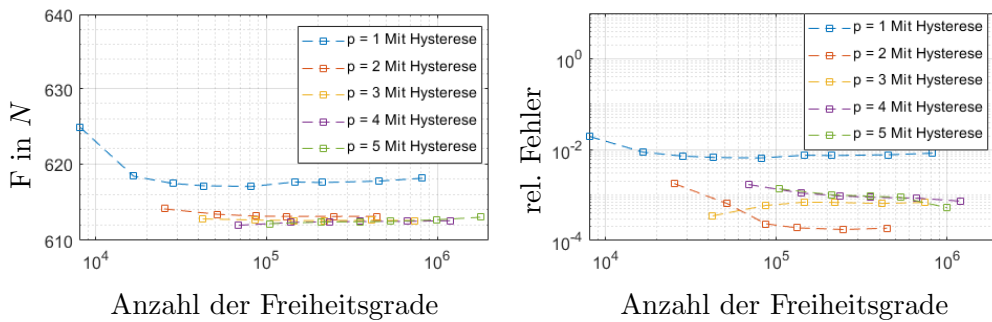 F in N
640
630
620
610
10^4
10^5
10^6
Anzahl der Freiheitsgrade
p = 1 Mit Hysterese
p = 2 Mit Hysterese
p = 3 Mit Hysterese
p = 4 Mit Hysterese
p = 5 Mit Hysterese
rel. Fehler
10^0
10^-2
10^-4
10^4
10^5
10^6
Anzahl der Freiheitsgrade
p = 1 Mit Hysterese
p = 2 Mit Hysterese
p = 3 Mit Hysterese
p = 4 Mit Hysterese
p = 5 Mit Hysterese